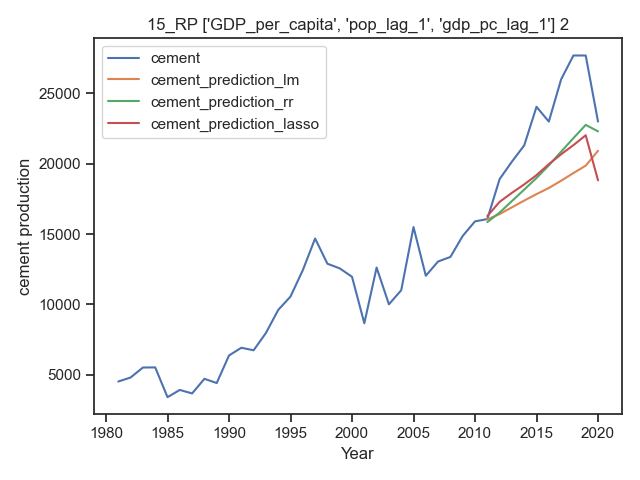 15_RP ['GDP_per_capita', 'pop_lag_1', 'gdp_pc_lag_1'] 2
cement
cement_prediction_lm
cement_prediction_rr
cement_prediction_lasso
25000
20000
15000
10000
5000
cement production
1980 1985 1990 1995 2000 2005 2010 2015 2020
Year